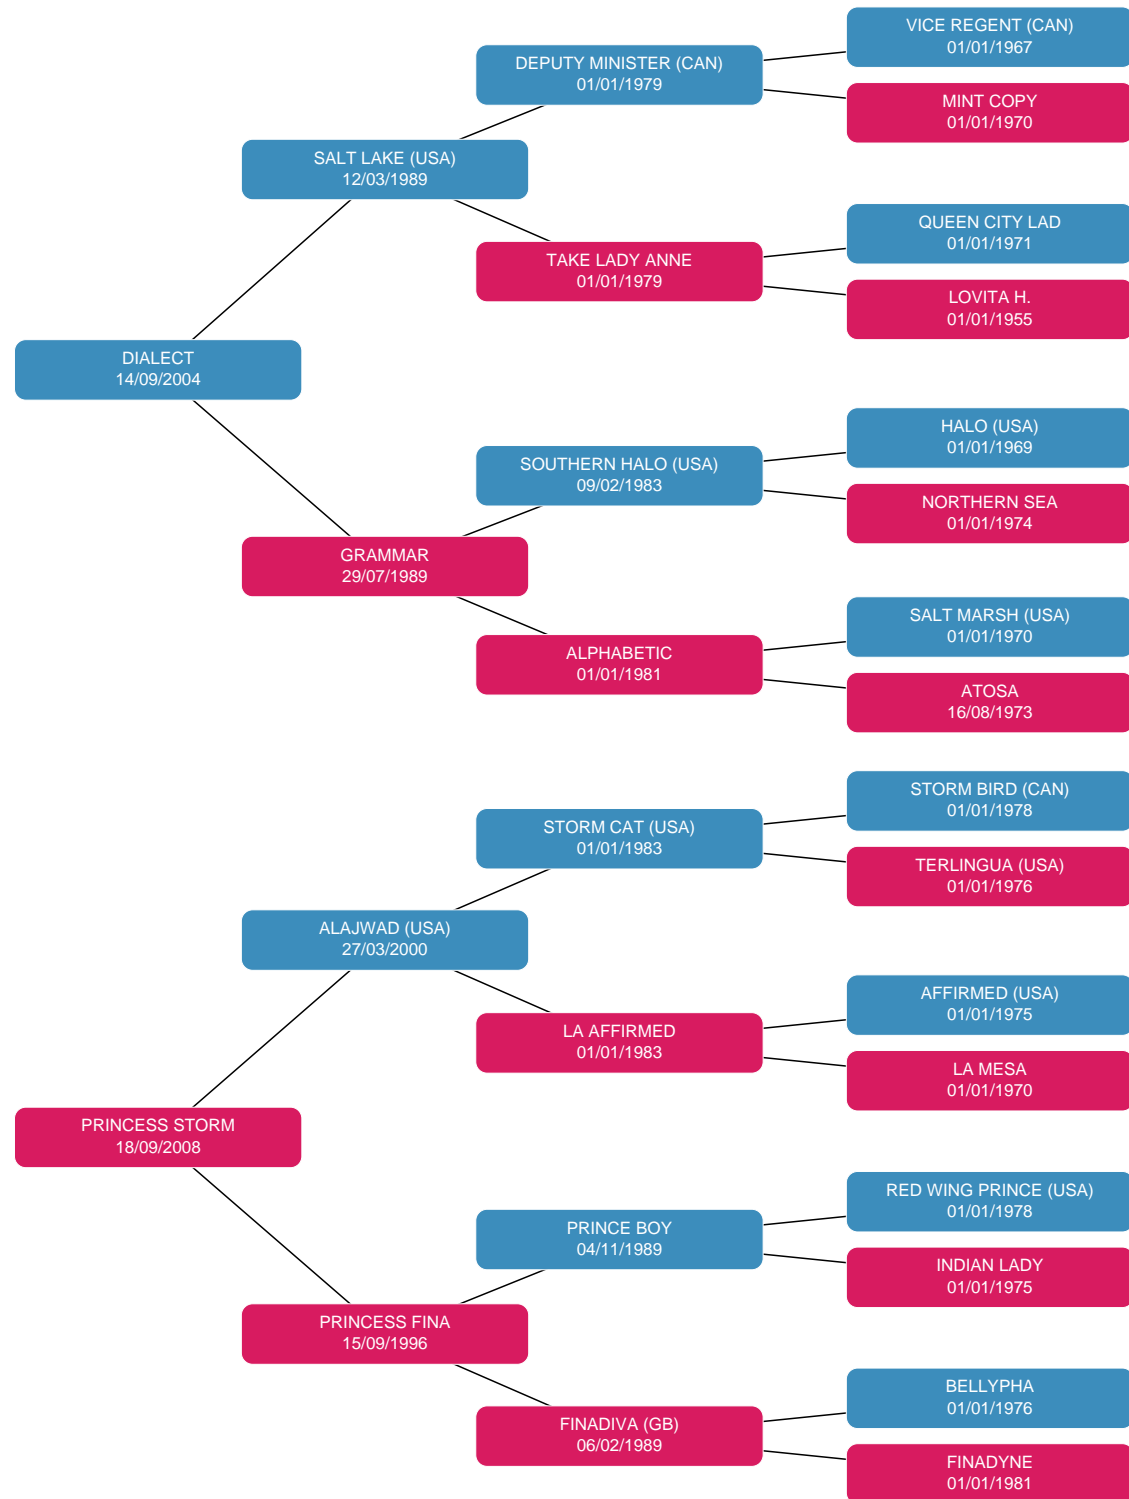 VICE REGENT (CAN)
01/01/1967
DEPUTY MINISTER (CAN)
01/01/1979
MINT COPY
01/01/1970
SALT LAKE (USA)
12/03/1989
QUEEN CITY LAD
01/01/1971
TAKE LADY ANNE
01/01/1979
LOVITA H.
01/01/1955
DIALECT
14/09/2004
HALO (USA)
01/01/1969
SOUTHERN HALO (USA)
09/02/1983
NORTHERN SEA
01/01/1974
GRAMMAR
29/07/1989
SALT MARSH (USA)
01/01/1970
ALPHABETIC
01/01/1981
ATOSA
16/08/1973
STORM BIRD (CAN)
01/01/1978
STORM CAT (USA)
01/01/1983
TERLINGUA (USA)
01/01/1976
ALAJWAD (USA)
27/03/2000
AFFIRMED (USA)
01/01/1975
LA AFFIRMED
01/01/1983
LA MESA
01/01/1970
PRINCESS STORM
18/09/2008
RED WING PRINCE (USA)
01/01/1978
PRINCE BOY
04/11/1989
INDIAN LADY
01/01/1975
PRINCESS FINA
15/09/1996
BELLYPHA
01/01/1976
FINADIVA (GB)
06/02/1989
FINADYNE
01/01/1981